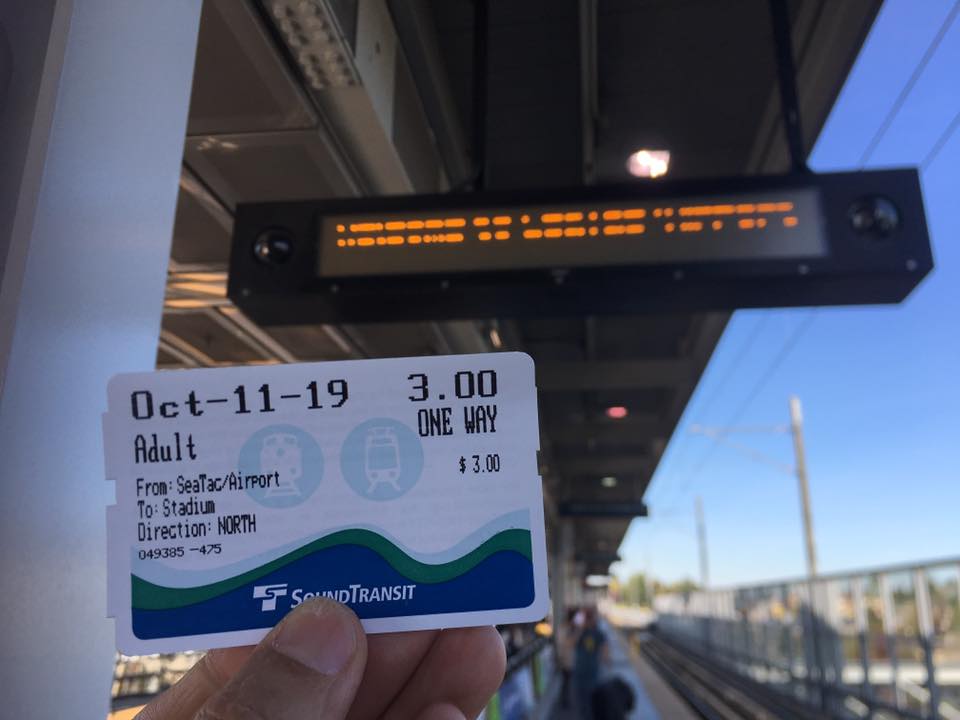 Oct-11-19 3.00
Adult ONE WAY
$ 3.00
From: SeaTac/Airport
To: Stadium
Direction: NORTH
049385 -475
SOUNDTRANSIT